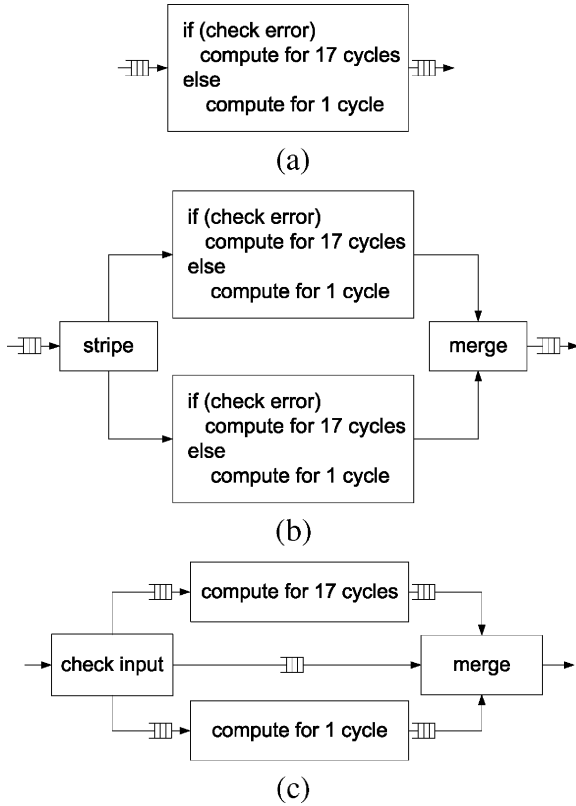 if (check error)
compute for 17 cycles
else
compute for 1 cycle
(a)
if (check error)
compute for 17 cycles
else
compute for 1 cycle
stripe
merge
if (check error)
compute for 17 cycles
else
compute for 1 cycle
(b)
compute for 17 cycles
check input
merge
compute for 1 cycle
(c)